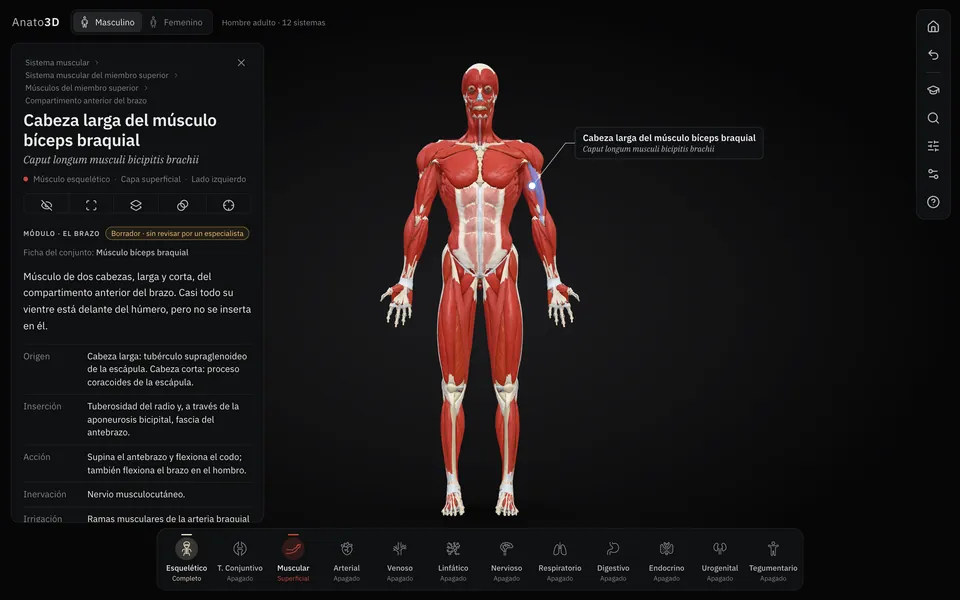 Anato3D
Masculino
Femenino
Hombre adulto · 12 sistemas
Sistema muscular
Sistema muscular del miembro superior
Músculos del miembro superior
Compartimento anterior del brazo
Cabeza larga del músculo
bíceps braquial
Caput longum musculi bicipitis brachii
Músculo esquelético · Capa superficial · Lado izquierdo
MÓDULO · EL BRAZO
Borrador · sin revisar por un especialista
Ficha del conjunto: Músculo bíceps braquial
Músculo de dos cabezas, larga y corta, del
compartimento anterior del brazo. Casi todo su
vientre está delante del húmero, pero no se inserta
en él.
Origen
Cabeza larga: tubérculo supraglenoideo
de la escápula. Cabeza corta: proceso
coracoides de la escápula.
Inserción
Tuberosidad del radio y, a través de la
aponeurosis bicipital, fascia del
antebrazo.
Acción
Supina el antebrazo y flexiona el codo;
también flexiona el brazo en el hombro.
Inervación
Nervio musculocutáneo.
Irrigación
Ramas musculares de la arteria braquial
Cabeza larga del músculo bíceps braquial
Caput longum musculi bicipitis brachii
Esquelético
Completo
T. Conjuntivo
Apagado
Muscular
Superficial
Arterial
Apagado
Venoso
Apagado
Linfático
Apagado
Nervioso
Apagado
Respiratorio
Apagado
Digestivo
Apagado
Endocrino
Apagado
Urogenital
Apagado
Tegumentario
Apagado